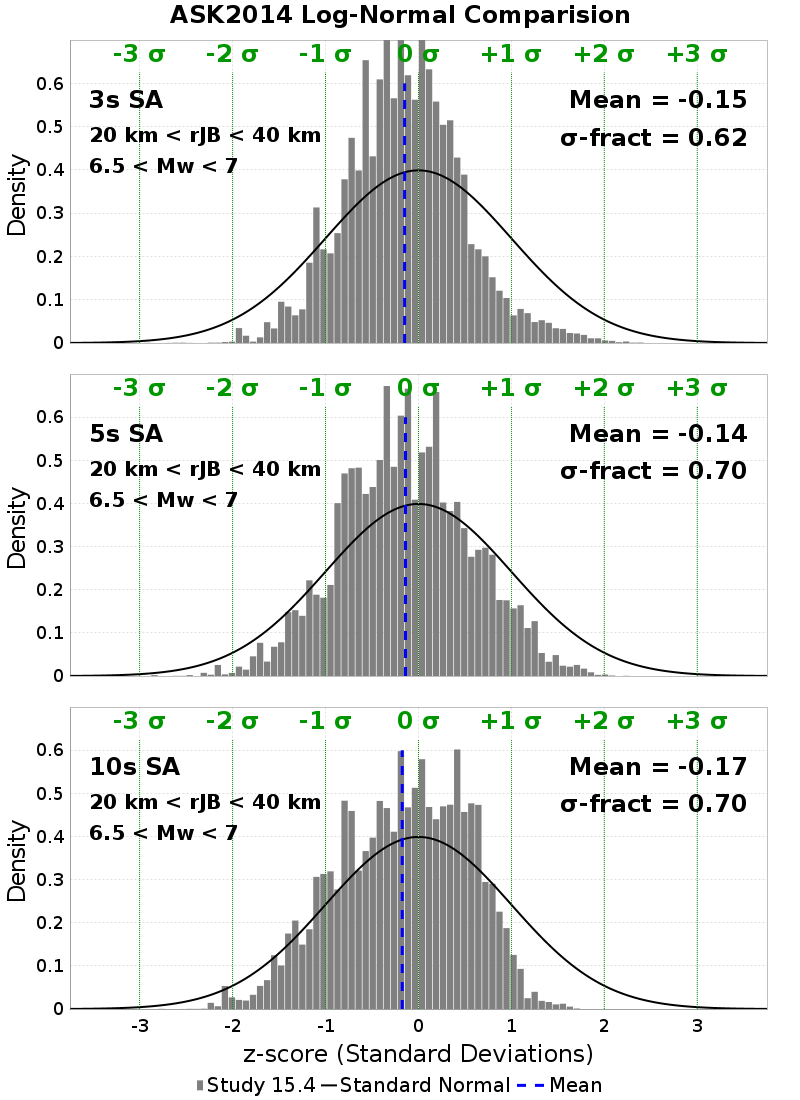 ASK2014 Log-Normal Comparision
-3 σ -2 σ -1 σ 0 σ +1 σ +2 σ +3 σ
3s SA
20 km < rJB < 40 km
6.5 < Mw < 7
Mean = -0.15
σ-fract = 0.62
Density
0.6
0.5
0.4
0.3
0.2
0.1
0
-3 σ -2 σ -1 σ 0 σ +1 σ +2 σ +3 σ
5s SA
20 km < rJB < 40 km
6.5 < Mw < 7
Mean = -0.14
σ-fract = 0.70
Density
0.6
0.5
0.4
0.3
0.2
0.1
0
-3 σ -2 σ -1 σ 0 σ +1 σ +2 σ +3 σ
10s SA
20 km < rJB < 40 km
6.5 < Mw < 7
Mean = -0.17
σ-fract = 0.70
Density
0.6
0.5
0.4
0.3
0.2
0.1
0
-3 -2 -1 0 1 2 3
z-score (Standard Deviations)
Study 15.4 Standard Normal Mean